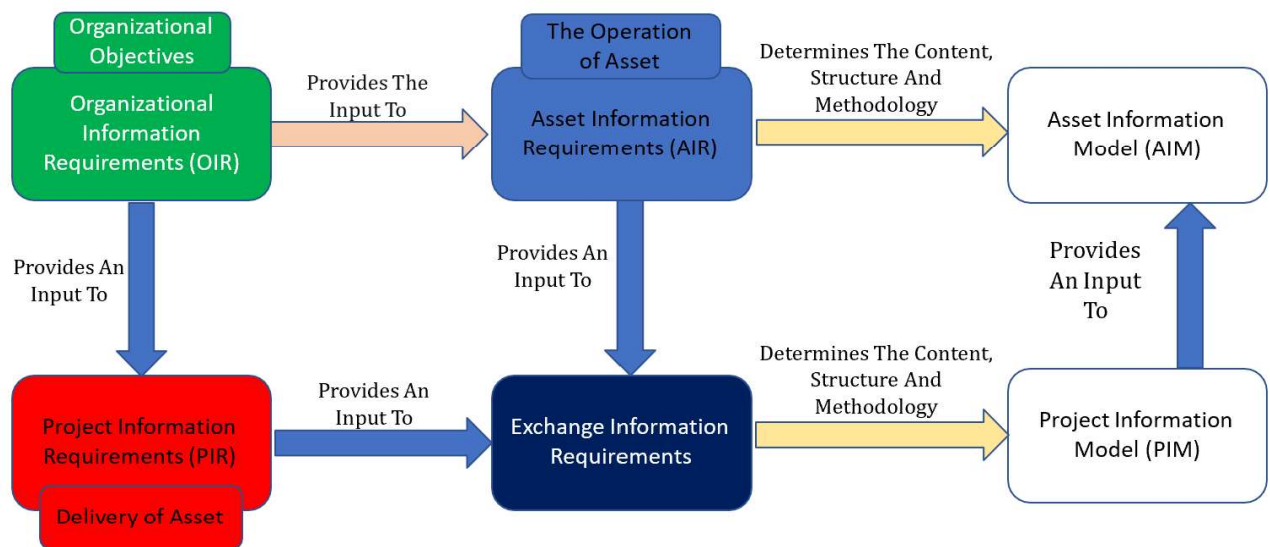 Organizational
Objectives
Organizational
Information
Requirements (OIR)
Provides The
Input To
The Operation
of Asset
Asset Information
Requirements (AIR)
Determines The Content,
Structure And
Methodology
Asset Information
Model (AIM)
Provides An
Input To
Provides An
Input To
Provides
An Input
To
Project Information
Requirements (PIR)
Delivery of Asset
Provides An
Input To
Exchange Information
Requirements
Determines The Content,
Structure And
Methodology
Project Information
Model (PIM)